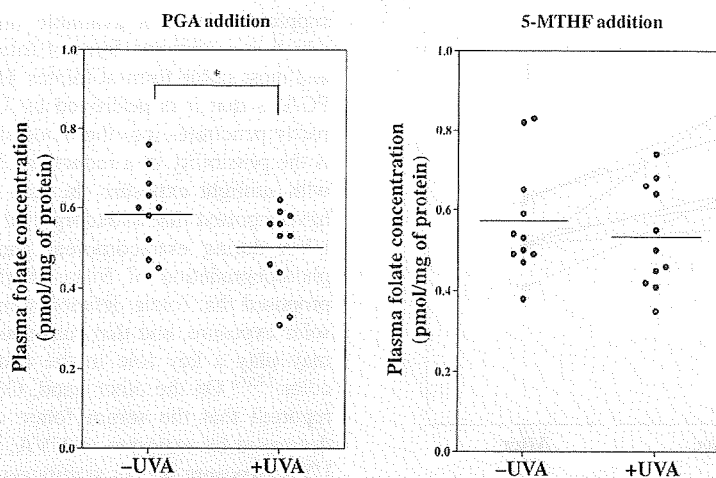 PGA addition
5-MTHF addition
*
Plasma folate concentration
(pmol/mg of protein)
1.0
0.8
0.6
0.4
0.2
0.0
−UVA
+UVA
Plasma folate concentration
(pmol/mg of protein)
1.0
0.8
0.6
0.4
0.2
0.0
−UVA
+UVA